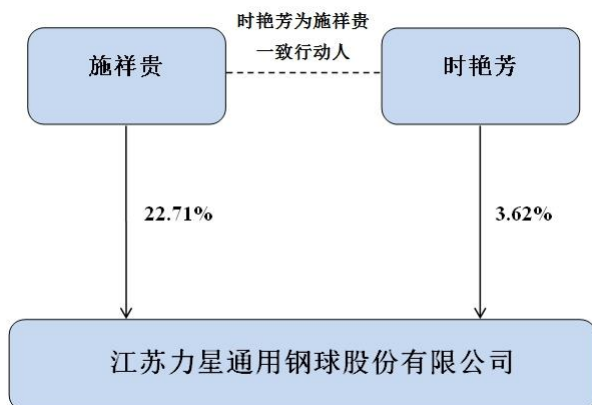 时艳芳为施祥贵
一致行动人
施祥贵
时艳芳
22.71%
3.62%
江苏力星通用钢球股份有限公司